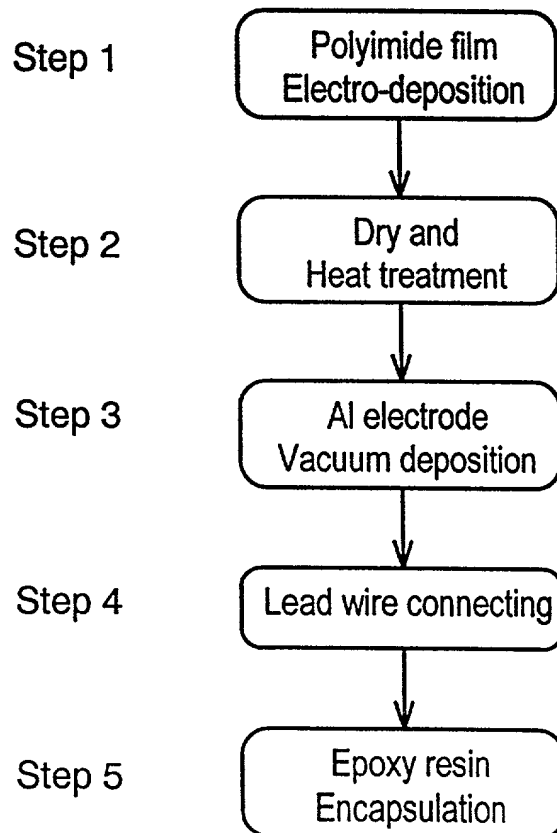 Step 1
Polyimide film
Electro-deposition
Step 2
Dry and
Heat treatment
Step 3
Al electrode
Vacuum deposition
Step 4
Lead wire connecting
Step 5
Epoxy resin
Encapsulation